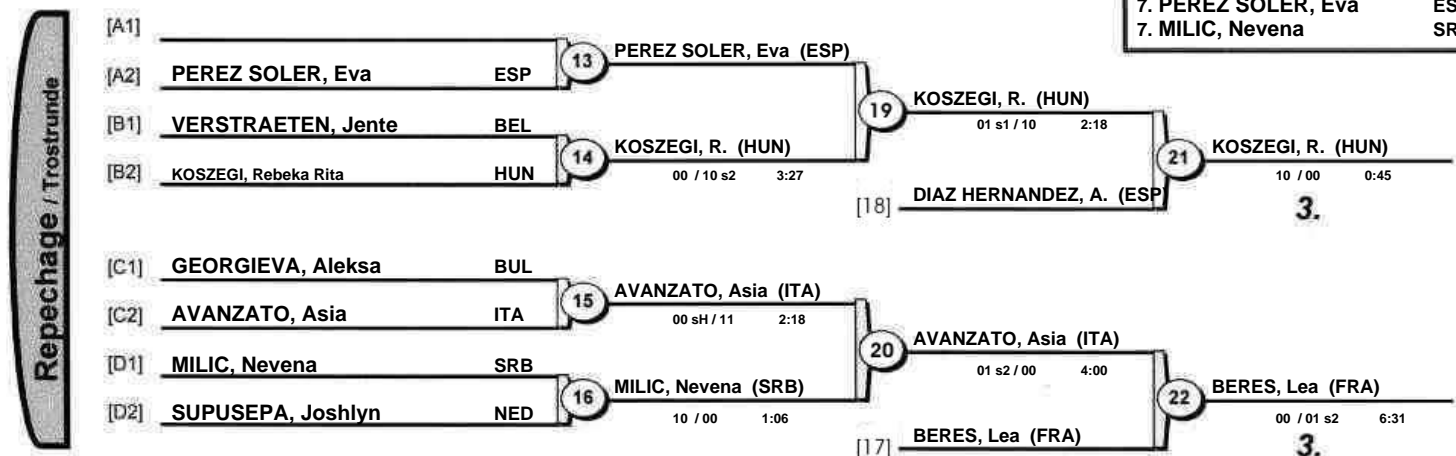 7. PEREZ SOLER, Eva
7. MILIC, Nevena SR
Repechage / Trostrunde
[A1]
[A2] PEREZ SOLER, Eva ESP
13 PEREZ SOLER, Eva (ESP)
[B1] VERSTRAETEN, Jente BEL
[B2] KOSZEGI, Rebeka Rita HUN
14 KOSZEGI, R. (HUN)
00 / 10 s2 3:27
19 KOSZEGI, R. (HUN)
01 s1 / 10 2:18
[18] DIAZ HERNANDEZ, A. (ESP
21 KOSZEGI, R. (HUN)
10 / 00 0:45
3.
[C1] GEORGIEVA, Aleksa BUL
[C2] AVANZATO, Asia ITA
15 AVANZATO, Asia (ITA)
00 sH / 11 2:18
[D1] MILIC, Nevena SRB
[D2] SUPUSEPA, Joshlyn NED
16 MILIC, Nevena (SRB)
10 / 00 1:06
20 AVANZATO, Asia (ITA)
01 s2 / 00 4:00
[17] BERES, Lea (FRA)
22 BERES, Lea (FRA)
00 / 01 s2 6:31
3.